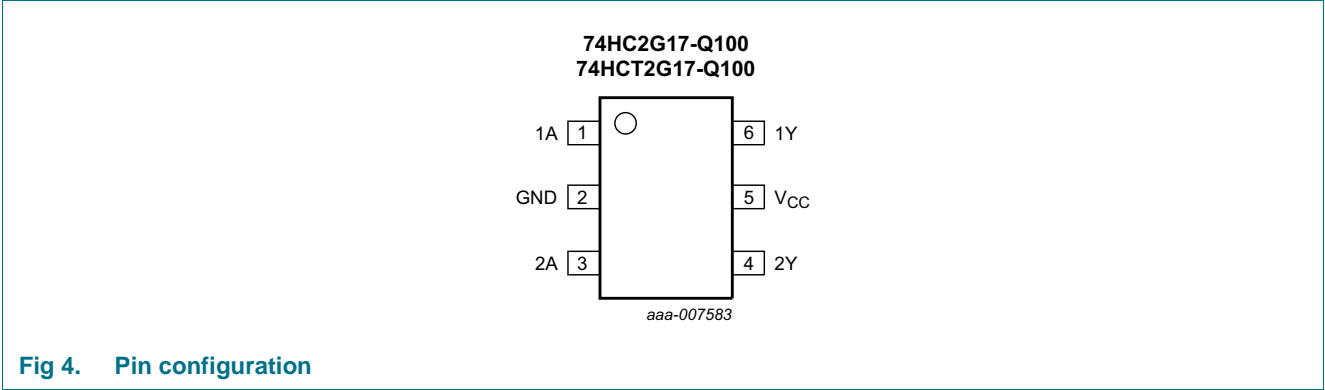 74HC2G17-Q100
74HCT2G17-Q100
1A 1 6 1Y
GND 2 5 VCC
2A 3 4 2Y
aaa-007583
Fig 4. Pin configuration